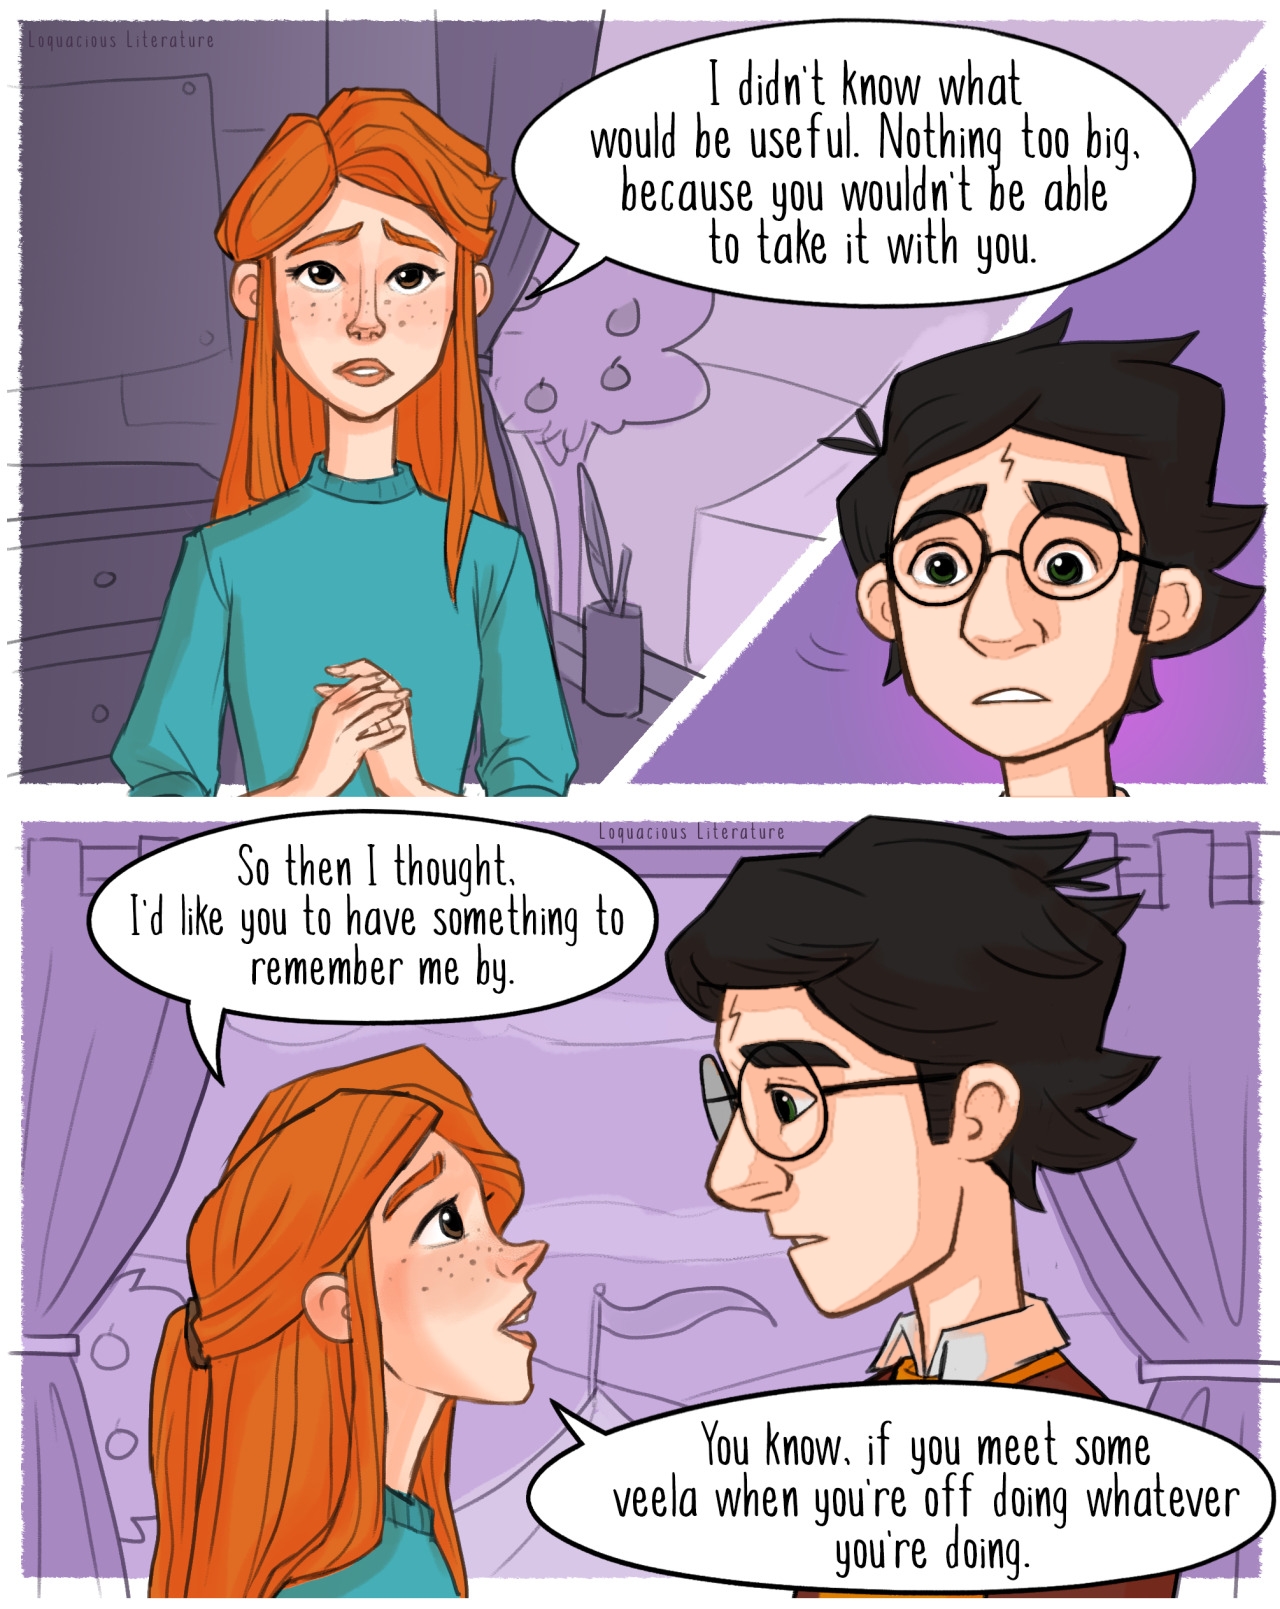 Loquacious Literature
I didn't know what
would be useful. Nothing too big,
because you wouldn't be able
to take it with you.
Loquacious Literature
So then I thought,
I'd like you to have something to
remember me by.
You know, if you meet some
veela when you're off doing whatever
you're doing.